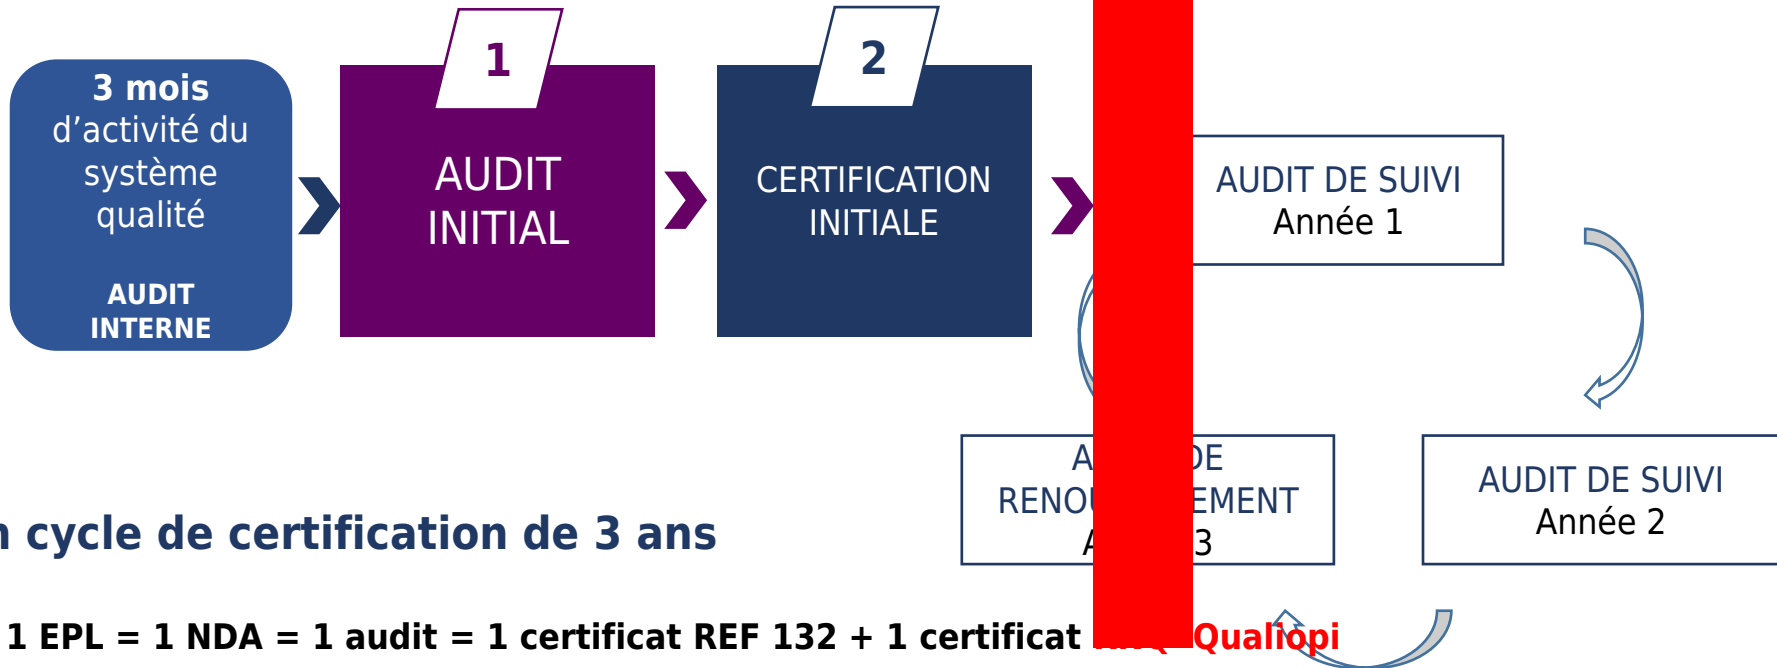 3 mois
d’activité du
système
qualité
AUDIT
INTERNE
1
AUDIT
INITIAL
2
CERTIFICATION
INITIALE
AUDIT DE SUIVI
Année 1
AUDIT DE SUIVI
Année 2
DE
3
cycle de certification de 3 ans
1 EPL = 1 NDA = 1 audit = 1 certificat REF 132 + 1 certificat Qualiopi